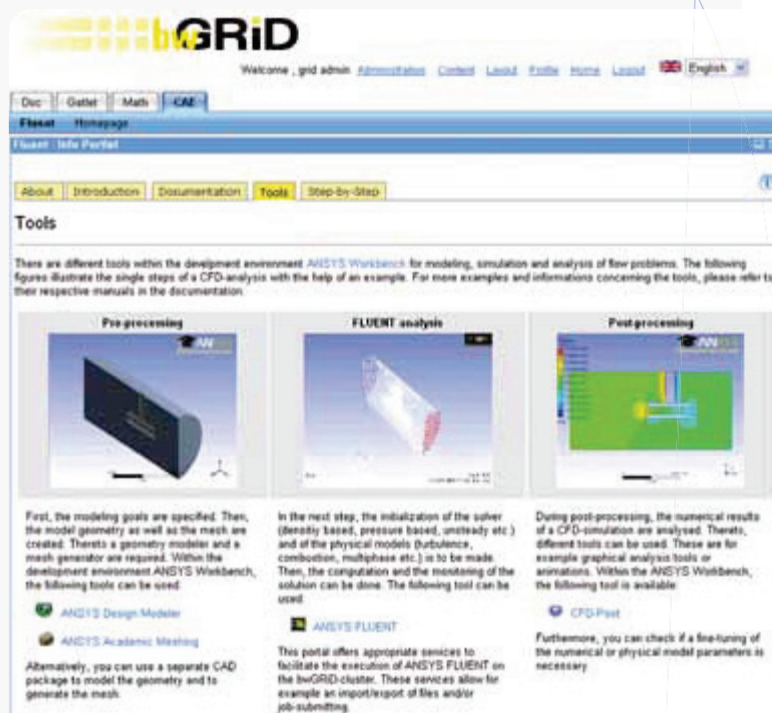 bwGRiD
Welcome , grid admin Administration Content Layout Profile Home Logout English
Doc Gatlet Math CAE
Fluent Homepage
Fluent Info Portlet
About Introduction Documentation Tools Step-by-Step
Tools
There are different tools within the develpment environment ANSYS Workbench for modeling, simulation and analysis of flow problems. The following
figures illustrate the single steps of a CFD-analysis with the help of an example. For more examples and informations concerning the tools, please refer to
their respective manuals in the documentation.
Pre-processing
First, the modeling goals are specified. Then,
the model geometry as well as the mesh are
created. Thereto a geometry modeler and a
mesh generator are required. Within the
development environment ANSYS Workbench,
the following tools can be used:
ANSYS Design Modeler
ANSYS Academic Meshing
Alternatively, you can use a separate CAD
package to model the geometry and to
generate the mesh.
FLUENT analysis
In the next step, the initialization of the solver
(density based, pressure based, unsteady etc.)
and of the physical models (turbulence,
combustion, multiphase etc.) is to be made.
Then, the computation and the monitoring of the
solution can be done. The following tool can be
used:
ANSYS FLUENT
This portal offers appropriate services to
facilitate the execution of ANSYS FLUENT on
the bwGRiD-cluster. These services allow for
example an import/export of files and/or
job-submitting.
Post-processing
During post-processing, the numerical results
of a CFD-simulation are analysed. Thereto,
different tools can be used. These are for
example graphical analysis tools or
animations. Within the ANSYS Workbench,
the following tool is available:
CFD-Post
Furthermore, you can check if a fine-tuning of
the numerical or physical model parameters is
necessary.